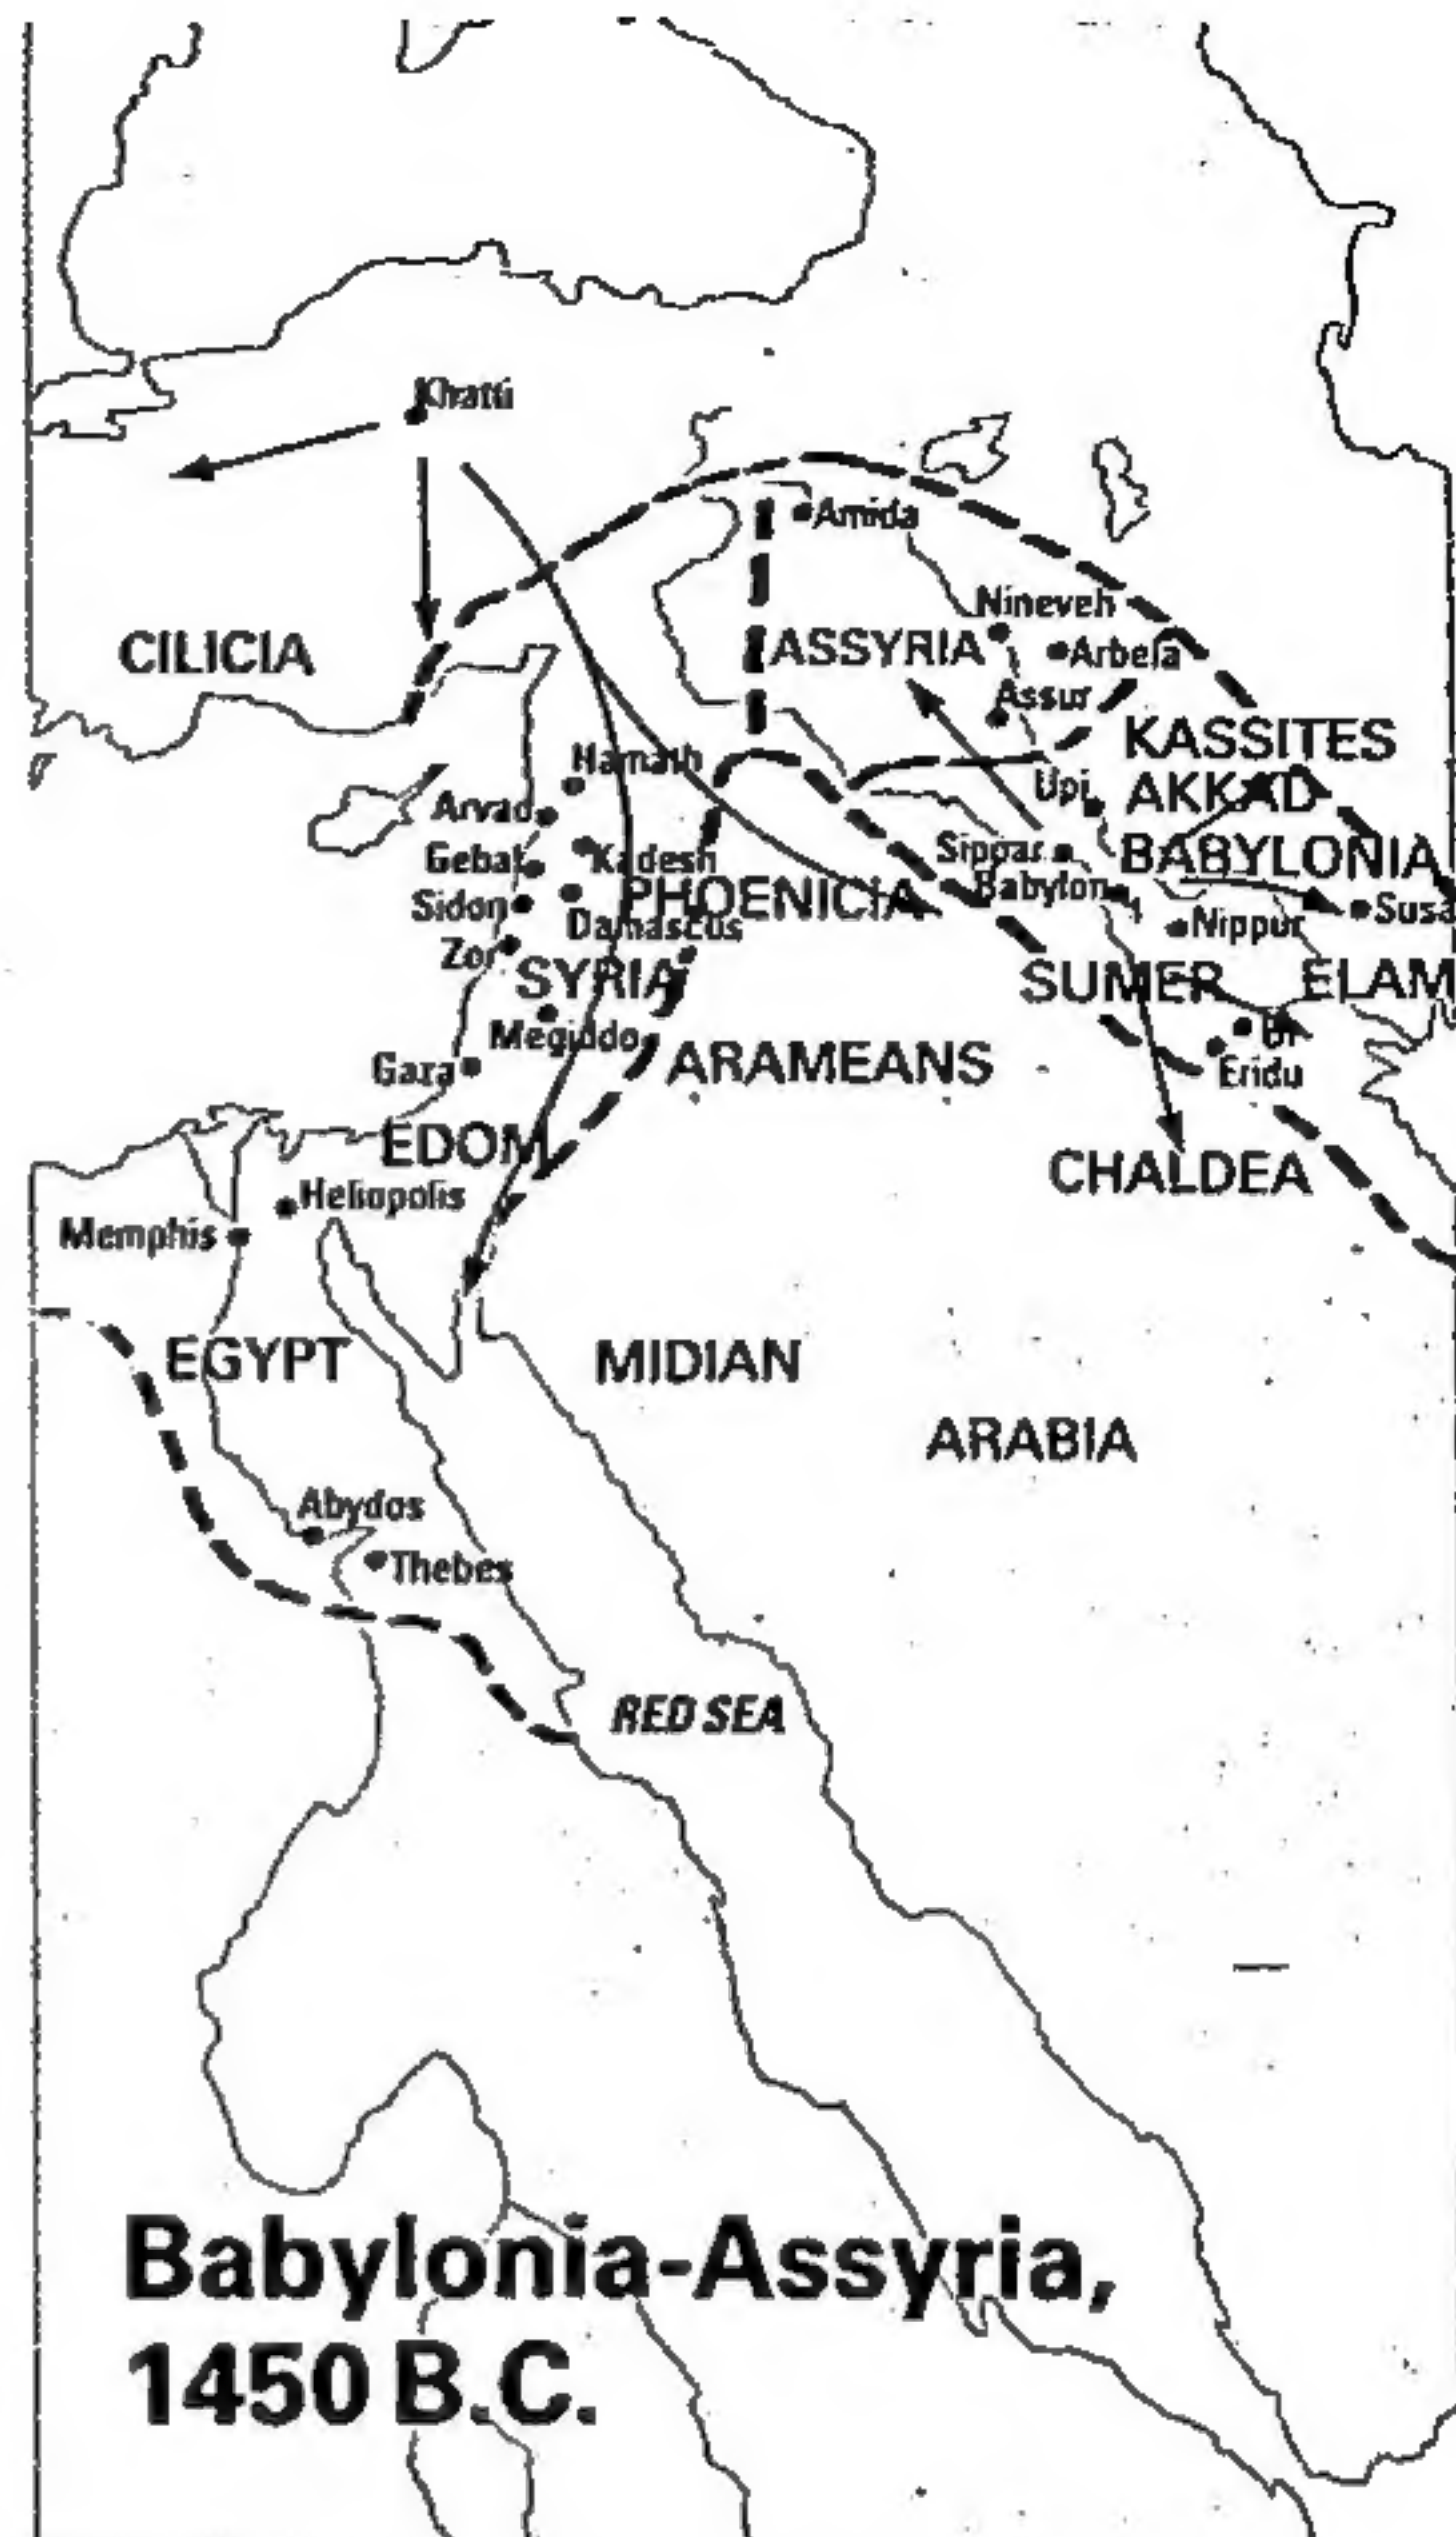 Khatti
Amida
Nineveh
CILICIA
ASSYRIA
Arbela
Assur
KASSITES
Hamath
Upi
AKKAD
Arvad
Gebal
Kadesh
Sippar
BABYLONIA
Sidon
PHOENICIA
Babylon
Susa
Damascus
Nippur
Zor
SYRIA
SUMER
ELAM
Megiddo
Ur
Gaza
ARAMEANS
Eridu
EDOM
CHALDEA
Heliopolis
Memphis
EGYPT
MIDIAN
ARABIA
Abydos
Thebes
RED SEA
Babylonia-Assyria,
1450 B.C.